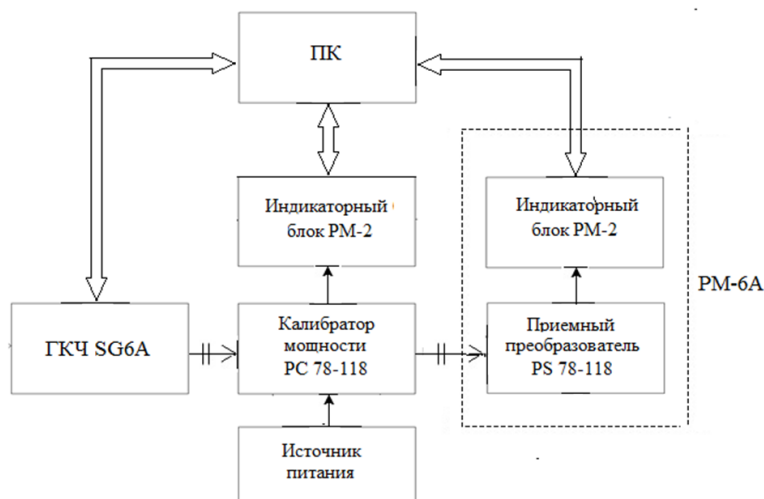 ПК
Индикаторный
блок РМ-2
Индикаторный
блок РМ-2
РМ-6А
ГКЧ SG6A
Калибратор
мощности
РС 78-118
Приемный
преобразователь
PS 78-118
Источник
питания